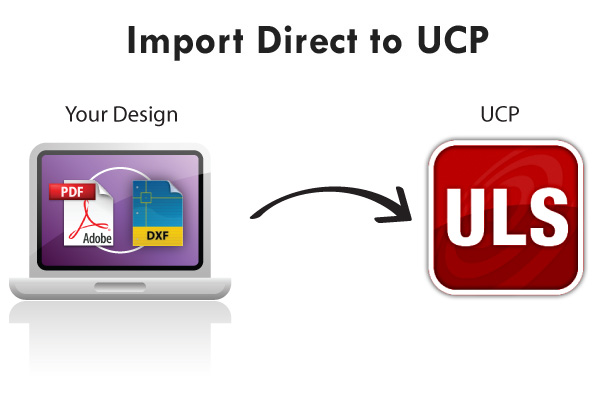 Import Direct to UCP
Your Design
UCP
PDF
Adobe
DXF
ULS